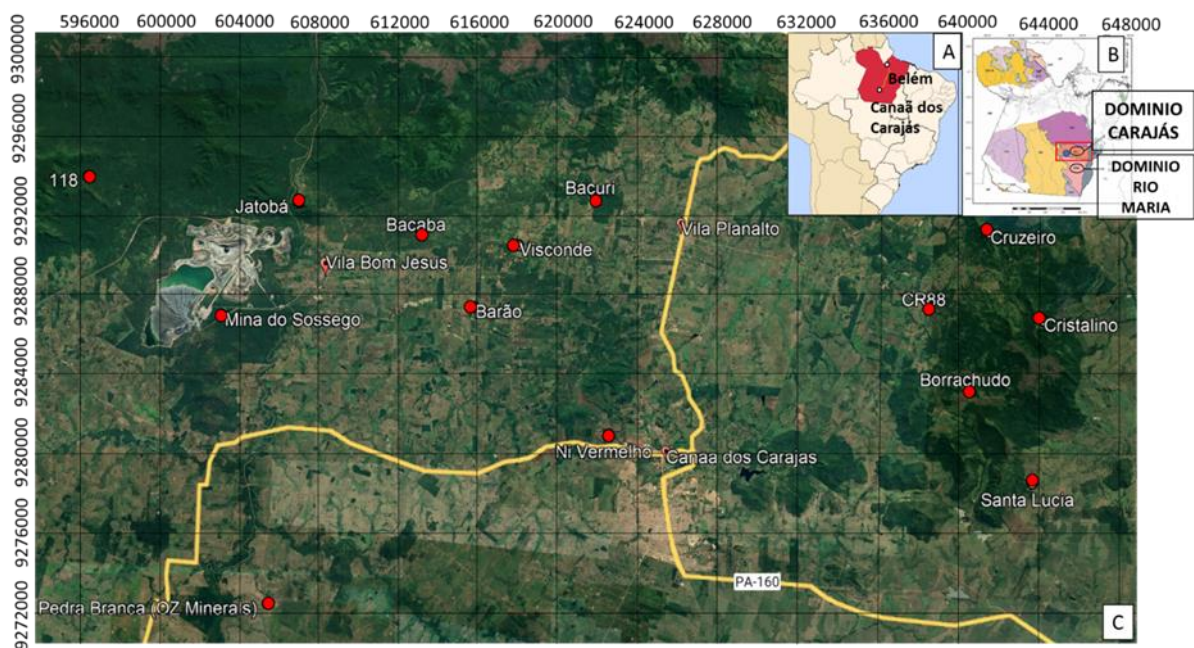 596000
600000
604000
608000
612000
616000
620000
624000
628000
632000
636000
640000
644000
648000
9300000
9296000
9292000
9288000
9284000
9280000
9276000
9272000
A
Belém
Canaã dos
Carajás
B
DOMINIO
CARAJÁS
DOMINIO
RIO
MARIA
118
Jatobá
Bacaba
Bacuri
Visconde
Vila Planalto
Cruzeiro
Vila Bom Jesus
Mina do Sossego
Barão
CR88
Cristalino
Borrachudo
Ni Vermelho
Canaa dos Carajas
Santa Lucia
PA-160
Pedra Branca (OZ Minerals)
C